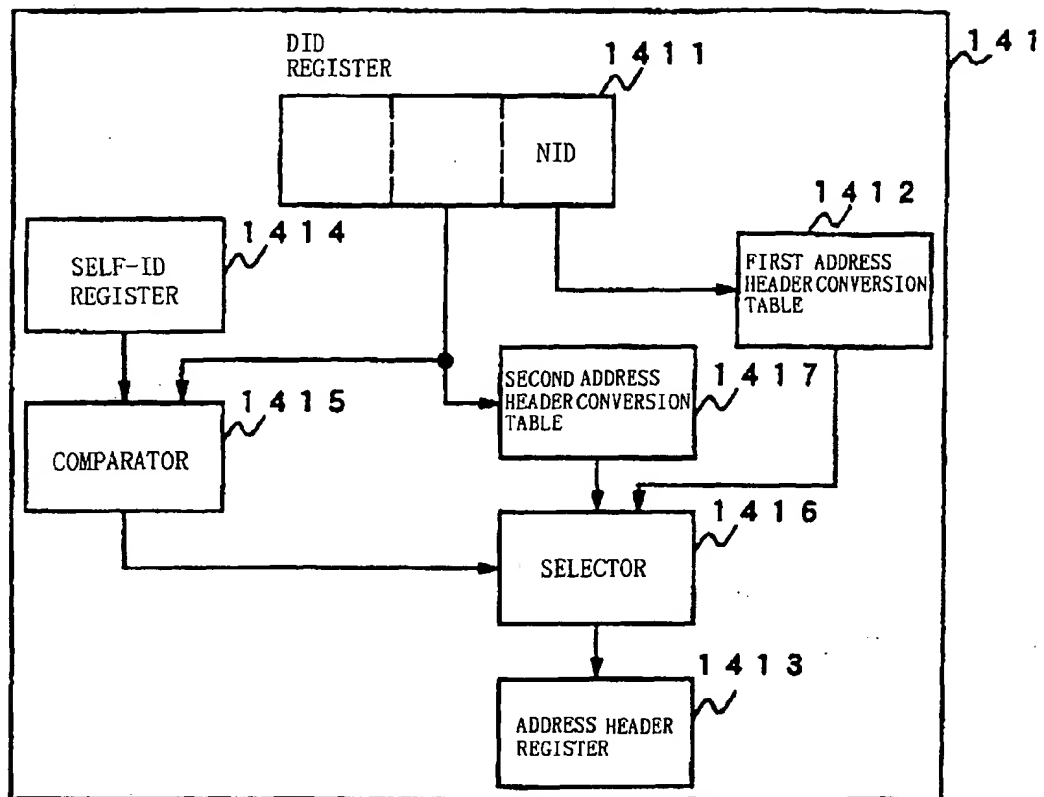 141
DID
REGISTER
1411
NID
1412
1414
SELF-ID
REGISTER
FIRST ADDRESS
HEADER CONVERSION
TABLE
1417
SECOND ADDRESS
HEADER CONVERSION
TABLE
1415
COMPARATOR
1416
SELECTOR
1413
ADDRESS HEADER
REGISTER